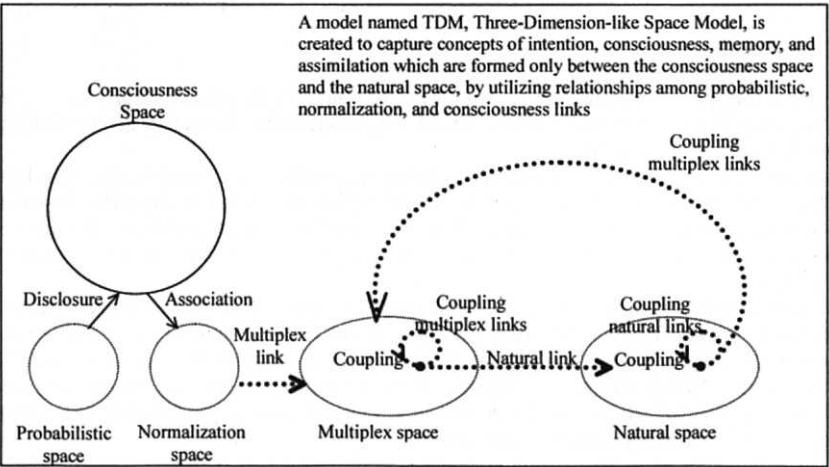 A model named TDM, Three-Dimension-like Space Model, is
created to capture concepts of intention, consciousness, memory, and
assimilation which are formed only between the consciousness space
and the natural space, by utilizing relationships among probabilistic,
normalization, and consciousness links
Consciousness
Space
Coupling
multiplex links
Disclosure
Association
Multiplex
link
Coupling
multiplex links
Coupling
natural links
Coupling
Natural link
Coupling
Probabilistic
space
Normalization
space
Multiplex space
Natural space